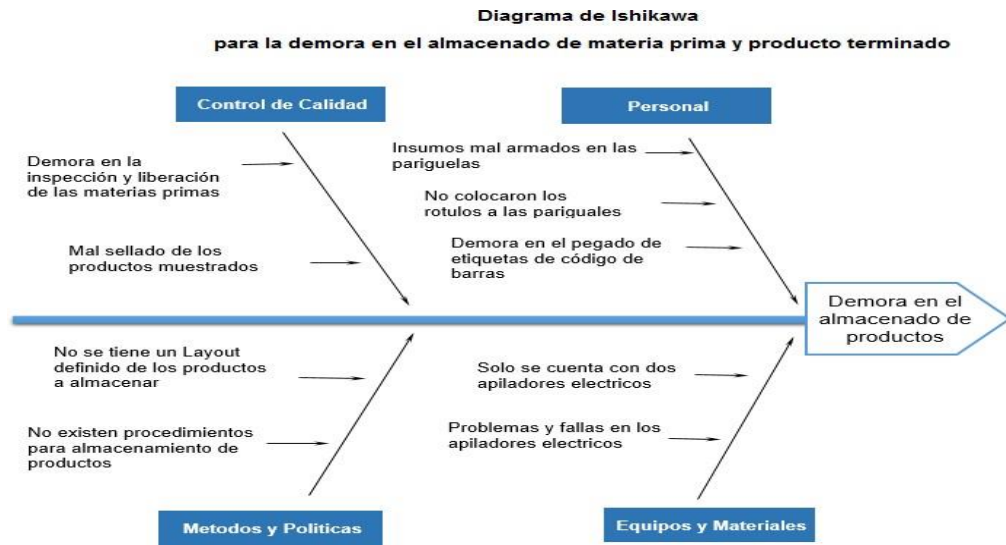 Diagrama de Ishikawa
para la demora en el almacenado de materia prima y producto terminado
Control de Calidad
Personal
Demora en la
inspección y liberación
de las materias primas
Mal sellado de los
productos muestrados
Insumos mal armados en las
pariguelas
No colocaron los
rotulos a las pariguales
Demora en el pegado de
etiquetas de código de
barras
Demora en el
almacenado de
productos
No se tiene un Layout
definido de los productos
a almacenar
No existen procedimientos
para almacenamiento de
productos
Solo se cuenta con dos
apiladores electricos
Problemas y fallas en los
apiladores electricos
Metodos y Politicas
Equipos y Materiales